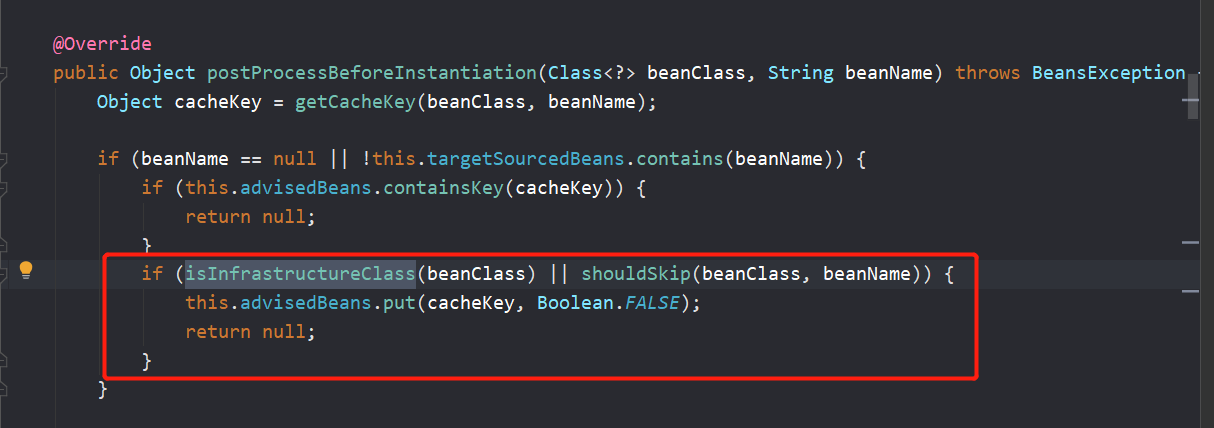 @Override
public Object postProcessBeforeInstantiation(Class<?> beanClass, String beanName) throws BeansException {
Object cacheKey = getCacheKey(beanClass, beanName);
if (beanName == null || !this.targetSourcedBeans.contains(beanName)) {
if (this.advisedBeans.containsKey(cacheKey)) {
return null;
}
if (isInfrastructureClass(beanClass) || shouldSkip(beanClass, beanName)) {
this.advisedBeans.put(cacheKey, Boolean.FALSE);
return null;
}
}